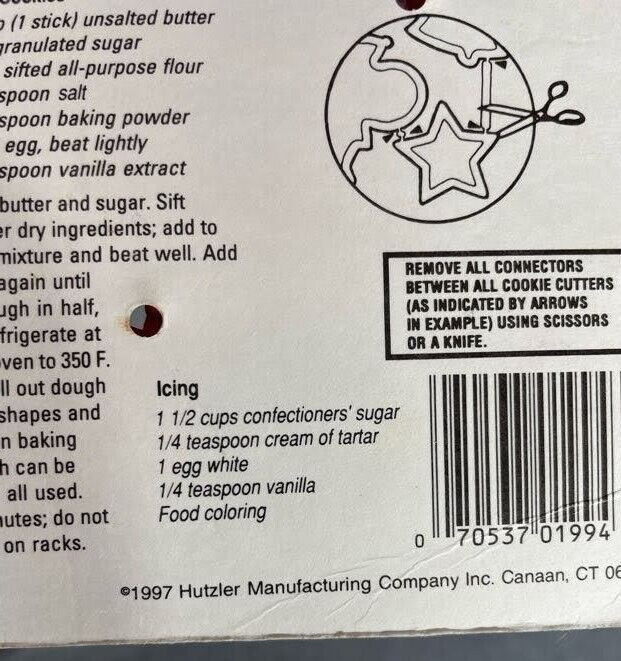 (1 stick) unsalted butter
granulated sugar
sifted all-purpose flour
spoon salt
spoon baking powder
egg, beat lightly
spoon vanilla extract
butter and sugar. Sift
er dry ingredients; add to
mixture and beat well. Add
again until
ugh in half,
frigerate at
oven to 350 F.
ll out dough
shapes and
n baking
h can be
all used.
nutes; do not
on racks.
REMOVE ALL CONNECTORS
BETWEEN ALL COOKIE CUTTERS
(AS INDICATED BY ARROWS
IN EXAMPLE) USING SCISSORS
OR A KNIFE.
Icing
1 1/2 cups confectioners' sugar
1/4 teaspoon cream of tartar
1 egg white
1/4 teaspoon vanilla
Food coloring
0 70537 01994
©1997 Hutzler Manufacturing Company Inc. Canaan, CT 06